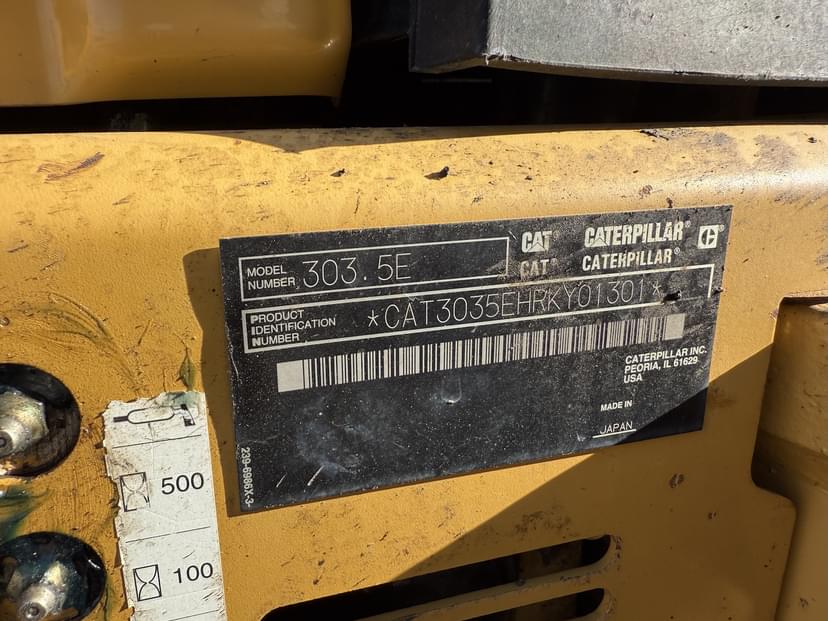 MODEL NUMBER 303.5E
CAT CATERPILLAR C
CAT CATERPILLAR
PRODUCT IDENTIFICATION NUMBER *CAT3035EHRKY01301*
CATERPILLAR INC.
PEORIA, IL 61629
USA
MADE IN
JAPAN
239-6986X-3
500
100